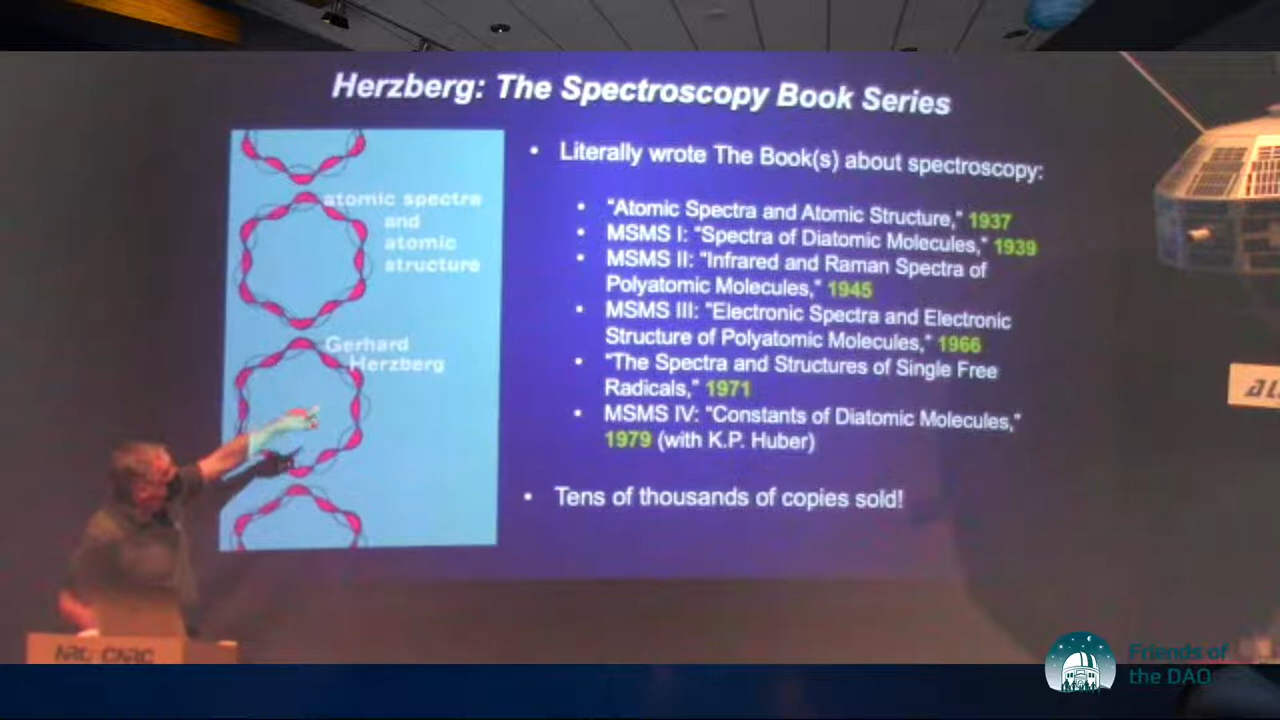 Herzberg: The Spectroscopy Book Series
atomic spectra
and
atomic
structure
Gerhard
Herzberg
• Literally wrote The Book(s) about spectroscopy:
• "Atomic Spectra and Atomic Structure," 1937
• MSMS I: "Spectra of Diatomic Molecules," 1939
• MSMS II: "Infrared and Raman Spectra of
Polyatomic Molecules," 1945
• MSMS III: "Electronic Spectra and Electronic
Structure of Polyatomic Molecules," 1966
• "The Spectra and Structures of Single Free
Radicals," 1971
• MSMS IV: "Constants of Diatomic Molecules,"
1979 (with K.P. Huber)
• Tens of thousands of copies sold!
CNRC
Friends of
the DAO